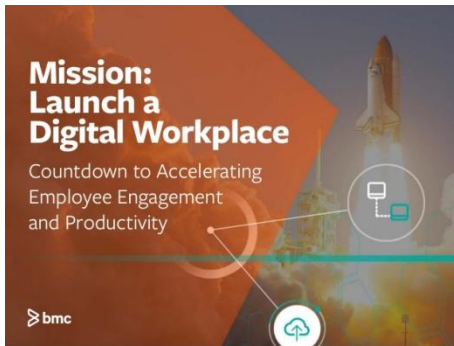 Mission:
Launch a
Digital Workplace
Countdown to Accelerating
Employee Engagement
and Productivity
bmc